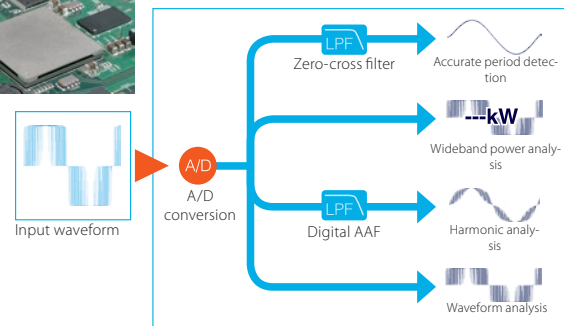 LPF
Zero-cross filter
Accurate period detec-
tion
---kW
Wideband power analy-
sis
Input waveform
A/D
A/D
conversion
LPF
Digital AAF
Harmonic analy-
sis
Waveform analysis